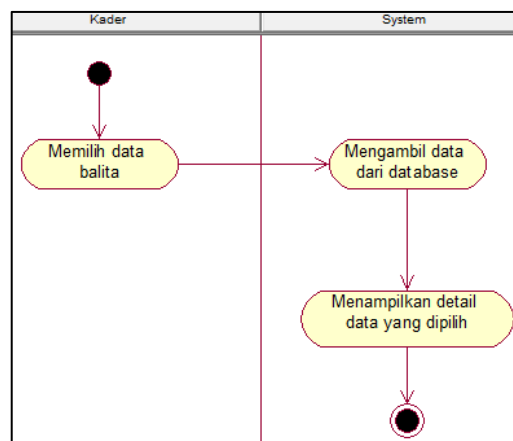 Kader
System
Memilih data
balita
Mengambil data
dari database
Menampilkan detail
data yang dipilih